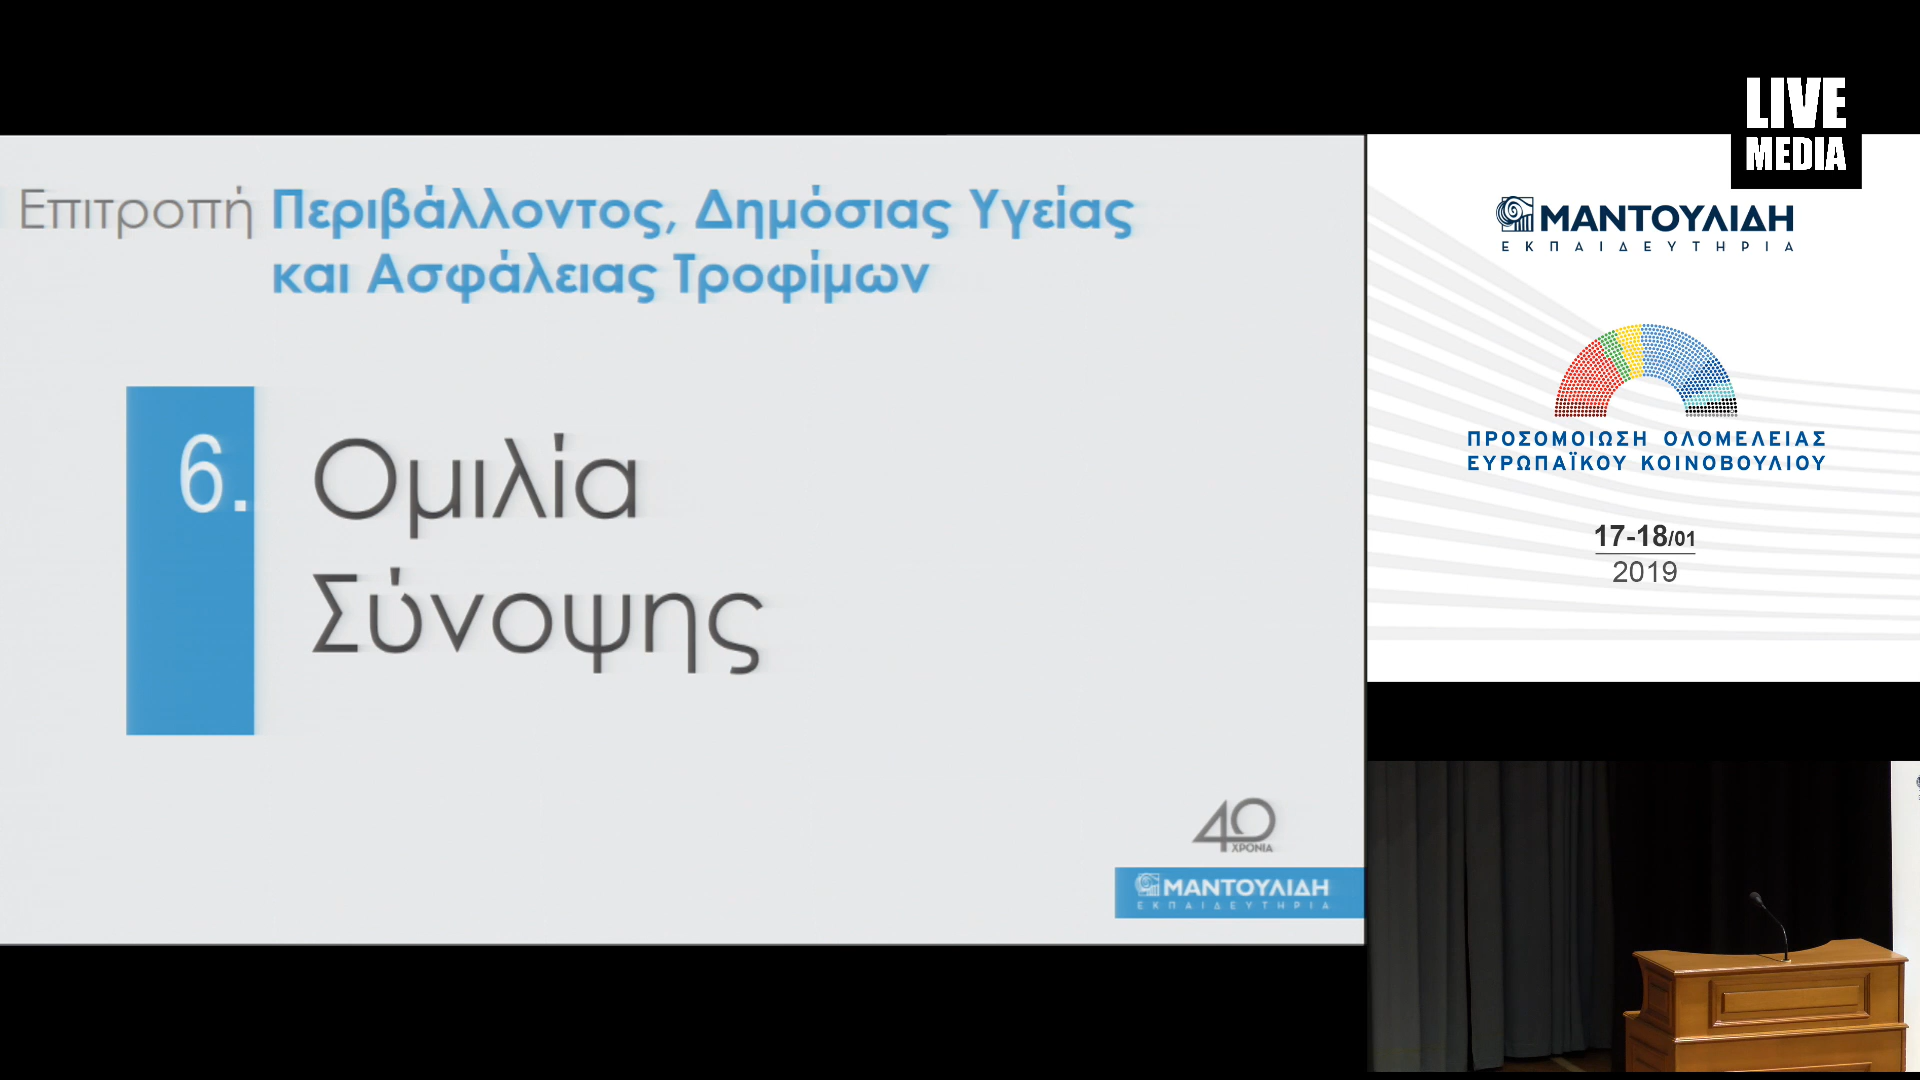 Επιτροπή Περιβάλλοντος, Δημόσιας Υγείας
και Ασφάλειας Τροφίμων
6. Ομιλία
Σύνοψης
40
ΧΡΟΝΙΑ
ΜΑΝΤΟΥΛΙΔΗ
ΕΚΠΑΙΔΕΥΤΗΡΙΑ
LIVE
MEDIA
ΜΑΝΤΟΥΛΙΔΗ
ΕΚΠΑΙΔΕΥΤΗΡΙΑ
ΠΡΟΣΟΜΟΙΩΣΗ ΟΛΟΜΕΛΕΙΑΣ
ΕΥΡΩΠΑΪΚΟΥ ΚΟΙΝΟΒΟΥΛΙΟΥ
17-18/01
2019